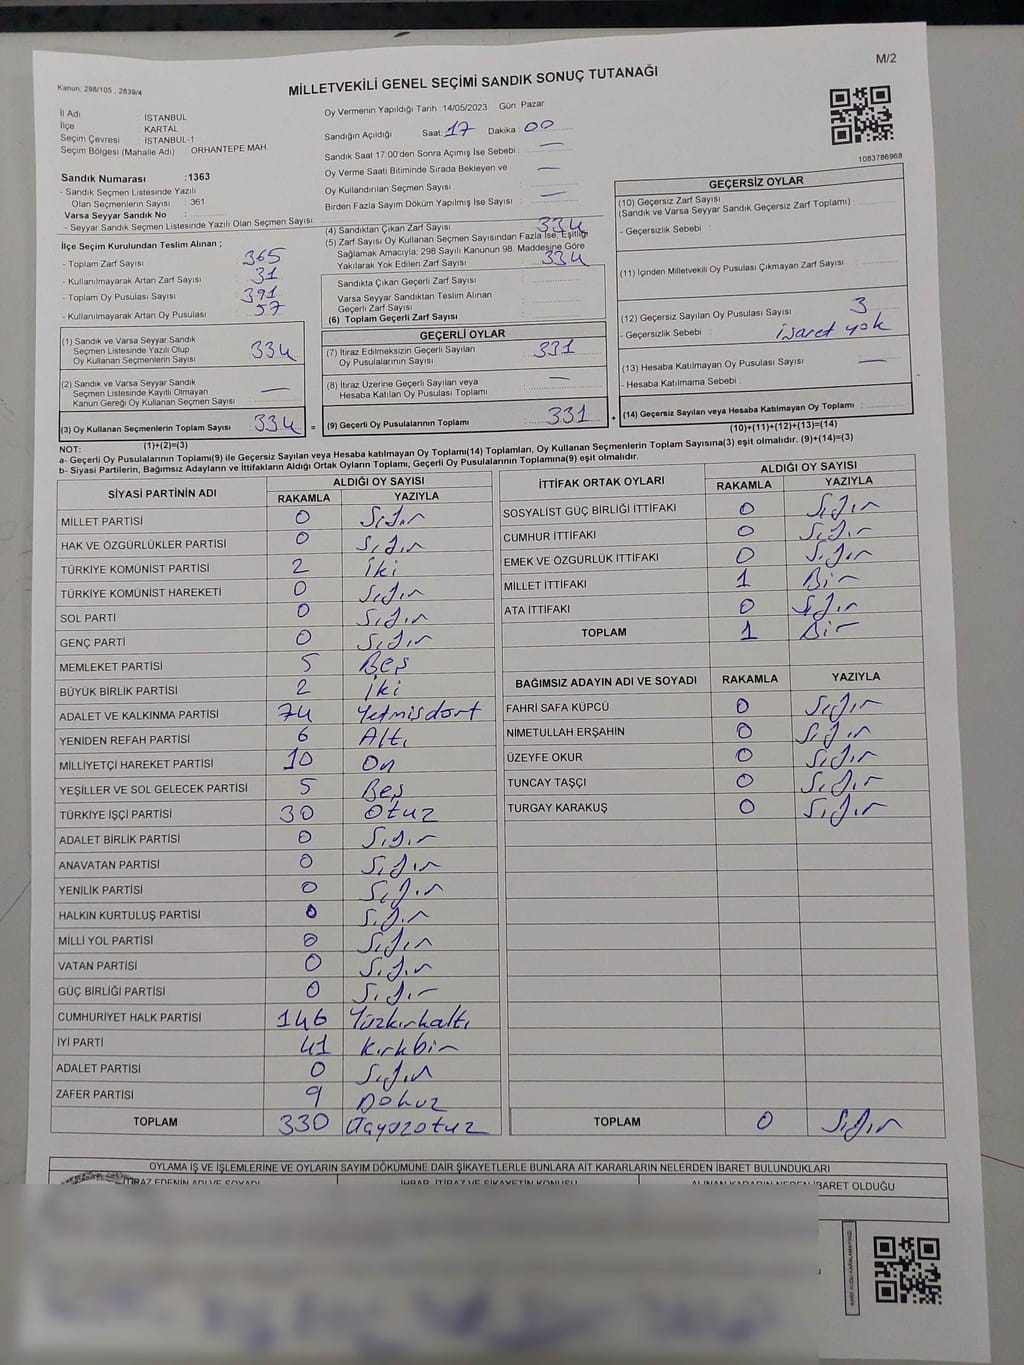 M/2
Kanun; 298/105 , 2839/4
MİLLETVEKİLİ GENEL SEÇİMİ SANDIK SONUÇ TUTANAĞI
İl Adı : İSTANBUL
İlçe : KARTAL
Seçim Çevresi : İSTANBUL-1
Seçim Bölgesi (Mahalle Adı) : ORHANTEPE MAH.
Sandık Numarası :1363
- Sandık Seçmen Listesinde Yazılı
Olan Seçmenlerin Sayısı : 361
Varsa Seyyar Sandık No :
- Seyyar Sandık Seçmen Listesinde Yazılı Olan Seçmen Sayısı:
Oy Vermenin Yapıldığı Tarih :14/05/2023 Gün: Pazar
Sandığın Açıldığı Saat: 17 Dakika : 00
Sandık Saat 17:00'den Sonra Açımış İse Sebebi : —
Oy Verme Saati Bitiminde Sırada Bekleyen ve
Oy Kullandırılan Seçmen Sayısı —
Birden Fazla Sayım Döküm Yapılmış İse Sayısı : —
1083786968
İlçe Seçim Kurulundan Teslim Alınan ;
- Toplam Zarf Sayısı 365
- Kullanılmayarak Artan Zarf Sayısı : 31
- Toplam Oy Pusulası Sayısı 391
- Kullanılmayarak Artan Oy Pusulası 57
(4) Sandıktan Çıkan Zarf Sayısı 334
(5) Zarf Sayısı Oy Kullanan Seçmen Sayısından Fazla İse, Eşitliği
Sağlamak Amacıyla; 298 Sayılı Kanunun 98. Maddesine Göre
Yakılarak Yok Edilen Zarf Sayısı : 334
Sandıkta Çıkan Geçerli Zarf Sayısı :
Varsa Seyyar Sandıktan Teslim Alınan
Geçerli Zarf Sayısı
(6) Toplam Geçerli Zarf Sayısı :
GEÇERSİZ OYLAR
(10) Geçersiz Zarf Sayısı
(Sandık ve Varsa Seyyar Sandık Geçersiz Zarf Toplamı) :
- Geçersizlik Sebebi :
(11) İçinden Milletvekili Oy Pusulası Çıkmayan Zarf Sayısı
(12) Geçersiz Sayılan Oy Pusulası Sayısı 3
- Geçersizlik Sebebi : işaret yok
(13) Hesaba Katılmayan Oy Pusulası Sayısı —
- Hesaba Katılmama Sebebi :
(14) Geçersiz Sayılan veya Hesaba Katılmayan Oy Toplamı :
(10)+(11)+(12)+(13)=(14)
(1) Sandık ve Varsa Seyyar Sandık
Seçmen Listesinde Yazılı Olup
Oy Kullanan Seçmenlerin Sayısı 334
(2) Sandık ve Varsa Seyyar Sandık
Seçmen Listesinde Kayıtlı Olmayan
Kanun Gereği Oy Kullanan Seçmen Sayısı —
(3) Oy Kullanan Seçmenlerin Toplam Sayısı : 334 =
(1)+(2)=(3)
GEÇERLİ OYLAR
(7) İtiraz Edilmeksizin Geçerli Sayılan
Oy Pusulalarının Sayısı 331
(8) İtiraz Üzerine Geçerli Sayılan veya
Hesaba Katılan Oy Pusulası Toplamı —
(9) Geçerli Oy Pusulalarının Toplamı : 331 +
NOT:
a- Geçerli Oy Pusulalarının Toplamı(9) ile Geçersiz Sayılan veya Hesaba katılmayan Oy Toplamı(14) Toplamları, Oy Kullanan Seçmenlerin Toplam Sayısına(3) eşit olmalıdır. (9)+(14)=(3)
b- Siyasi Partilerin, Bağımsız Adayların ve İttifakların Aldığı Ortak Oyların Toplamı, Geçerli Oy Pusulalarının Toplamına(9) eşit olmalıdır.
SİYASİ PARTİNİN ADI ALDIĞI OY SAYISI
RAKAMLA YAZIYLA
MİLLET PARTİSİ 0 Sıfır
HAK VE ÖZGÜRLÜKLER PARTİSİ 0 Sıfır
TÜRKİYE KOMÜNİST PARTİSİ 2 İki
TÜRKİYE KOMÜNİST HAREKETİ 0 Sıfır
SOL PARTİ 0 Sıfır
GENÇ PARTİ 0 Sıfır
MEMLEKET PARTİSİ 5 Beş
BÜYÜK BİRLİK PARTİSİ 2 İki
ADALET VE KALKINMA PARTİSİ 74 Yetmişdört
YENİDEN REFAH PARTİSİ 6 Altı
MİLLİYETÇİ HAREKET PARTİSİ 10 On
YEŞİLLER VE SOL GELECEK PARTİSİ 5 Beş
TÜRKİYE İŞÇİ PARTİSİ 30 Otuz
ADALET BİRLİK PARTİSİ 0 Sıfır
ANAVATAN PARTİSİ 0 Sıfır
YENİLİK PARTİSİ 0 Sıfır
HALKIN KURTULUŞ PARTİSİ 0 Sıfır
MİLLİ YOL PARTİSİ 0 Sıfır
VATAN PARTİSİ 0 Sıfır
GÜÇ BİRLİĞİ PARTİSİ 0 Sıfır
CUMHURİYET HALK PARTİSİ 146 Yüzkırkaltı
İYİ PARTİ 41 Kırkbir
ADALET PARTİSİ 0 Sıfır
ZAFER PARTİSİ 9 Dokuz
TOPLAM 330 Üçyüzotuz
İTTİFAK ORTAK OYLARI ALDIĞI OY SAYISI
RAKAMLA YAZIYLA
SOSYALİST GÜÇ BİRLİĞİ İTTİFAKI 0 Sıfır
CUMHUR İTTİFAKI 0 Sıfır
EMEK VE ÖZGÜRLÜK İTTİFAKI 0 Sıfır
MİLLET İTTİFAKI 1 Bir
ATA İTTİFAKI 0 Sıfır
TOPLAM 1 Bir
BAĞIMSIZ ADAYIN ADI VE SOYADI RAKAMLA YAZIYLA
FAHRİ SAFA KÜPCÜ 0 Sıfır
NİMETULLAH ERŞAHİN 0 Sıfır
ÜZEYFE OKUR 0 Sıfır
TUNCAY TAŞÇI 0 Sıfır
TURGAY KARAKUŞ 0 Sıfır
TOPLAM 0 Sıfır
OYLAMA İŞ VE İŞLEMLERİNE VE OYLARIN SAYIM DÖKÜMÜNE DAİR ŞİKAYETLERLE BUNLARA AİT KARARLARIN NELERDEN İBARET BULUNDUKLARI
İTİRAZ EDENİN ADI VE SOYADI İHBAR, İTİRAZ VE ŞİKAYETİN KONUSU ALINAN KARARIN NEDEN İBARET OLDUĞU